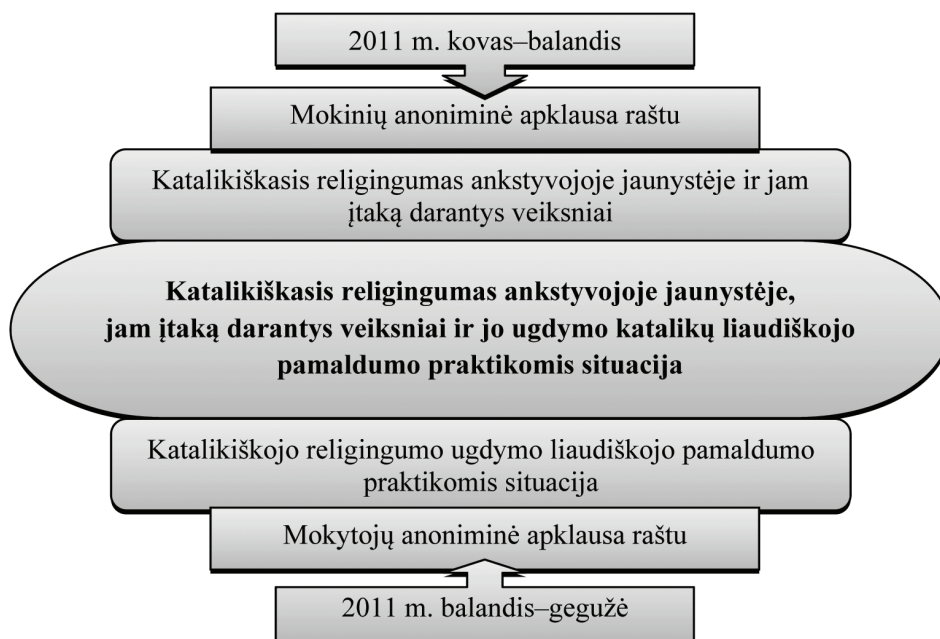 2011 m. kovas–balandis
Mokinių anoniminė apklausa raštu
Katalikiškasis religingumas ankstyvojoje jaunystėje ir jam
įtaką darantys veiksniai
Katalikiškasis religingumas ankstyvojoje jaunystėje,
jam įtaką darantys veiksniai ir jo ugdymo katalikų liaudiškojo
pamaldumo praktikomis situacija
Katalikiškojo religingumo ugdymo liaudiškojo pamaldumo
praktikomis situacija
Mokytojų anoniminė apklausa raštu
2011 m. balandis–gegužė